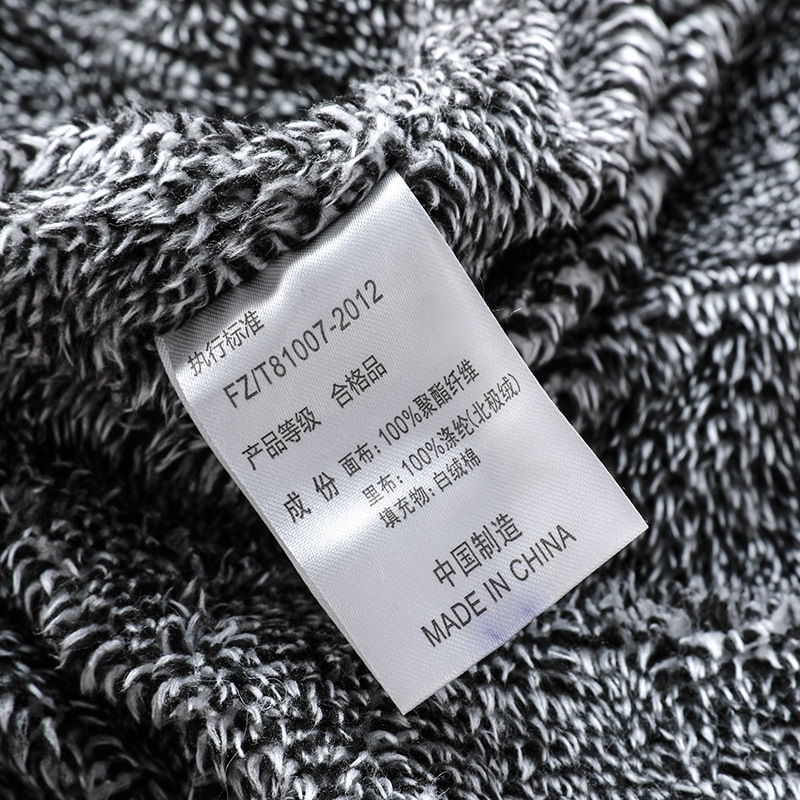 执行标准
FZ/T81007-2012
产品等级 合格品
成 份 面布：100%聚酯纤维
里布：100%涤纶(北极绒)
填充物：白绒棉
中国制造
MADE IN CHINA